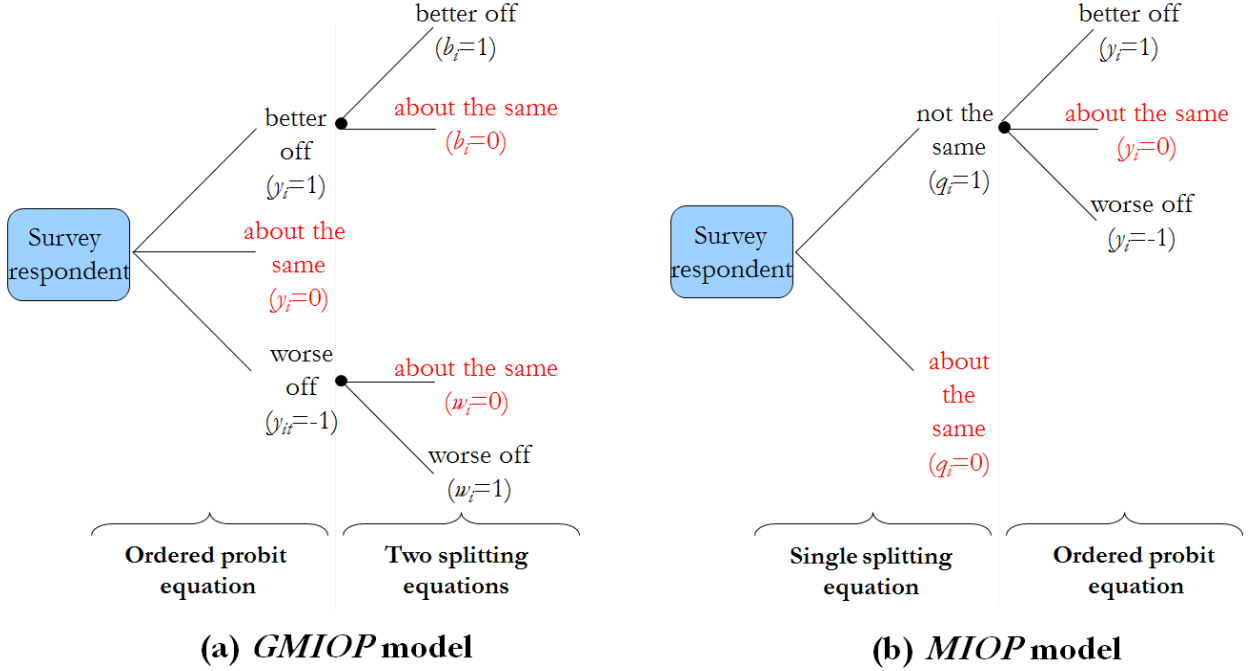 better off
(b_i=1)
about the same
(b_i=0)
better
off
(y_i=1)
Survey
respondent
about the
same
(y_i=0)
worse
off
(y_it=-1)
about the same
(w_i=0)
worse off
(w_i=1)
Ordered probit
equation
Two splitting
equations
(a) GMIOP model
better off
(y_i=1)
not the
same
(q_i=1)
about the same
(y_i=0)
worse off
(y_i=-1)
Survey
respondent
about
the
same
(q_i=0)
Single splitting
equation
Ordered probit
equation
(b) MIOP model